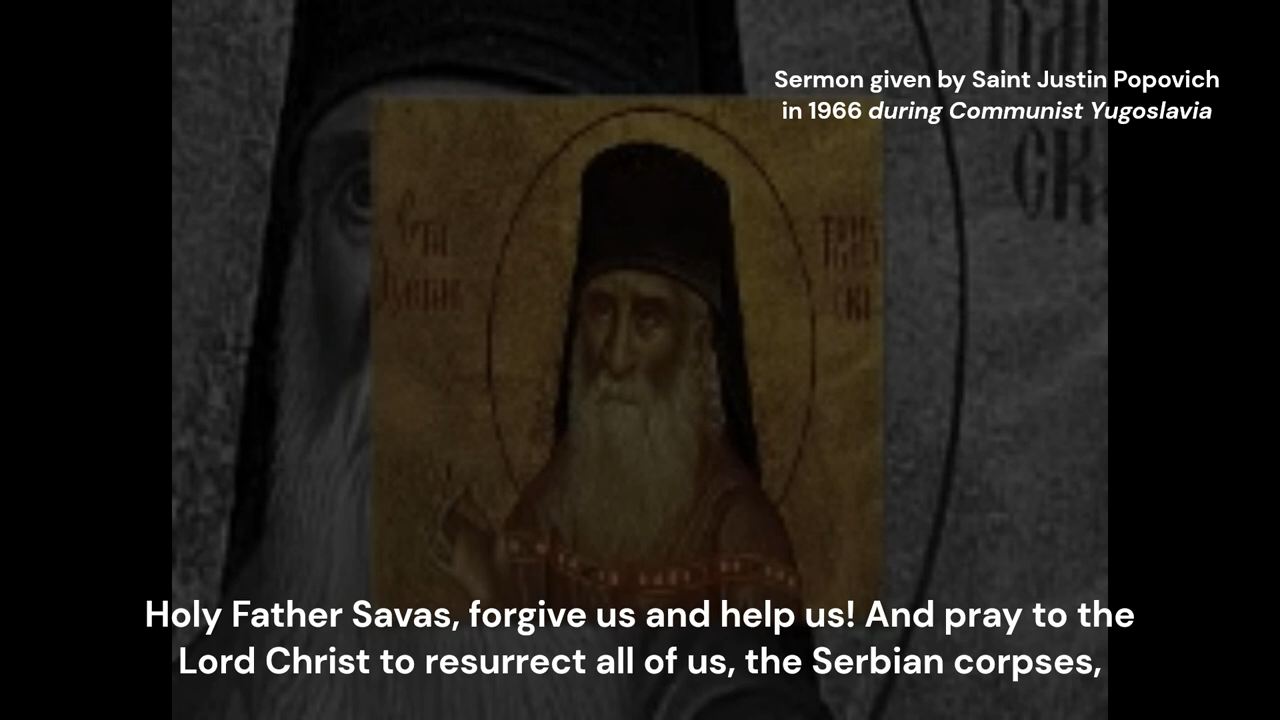 Sermon given by Saint Justin Popovich
in 1966 during Communist Yugoslavia
Holy Father Savas, forgive us and help us! And pray to the
Lord Christ to resurrect all of us, the Serbian corpses,